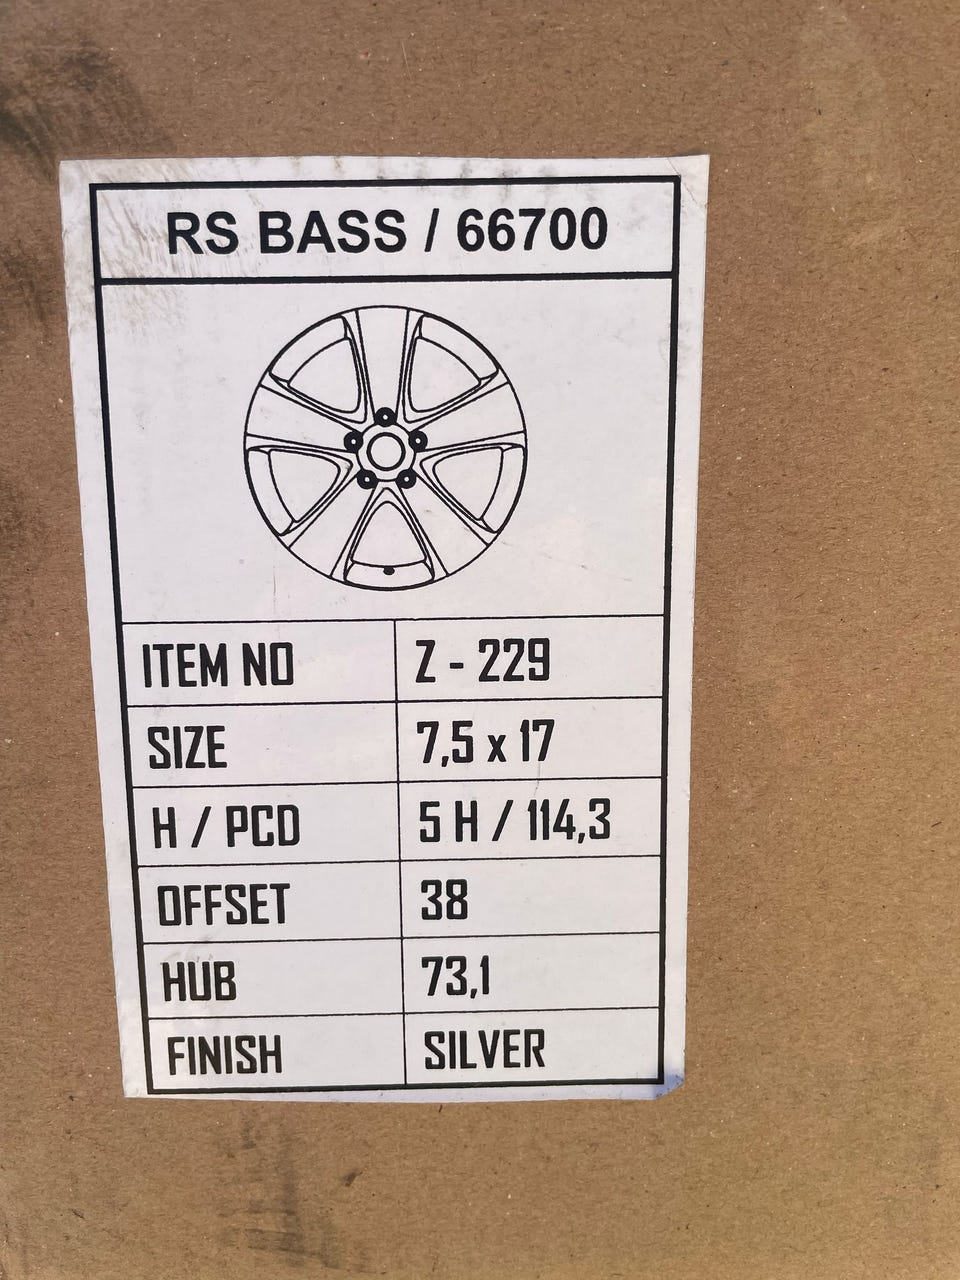 RS BASS / 66700
ITEM NO Z - 229
SIZE 7,5 x 17
H / PCD 5 H / 114,3
OFFSET 38
HUB 73,1
FINISH SILVER